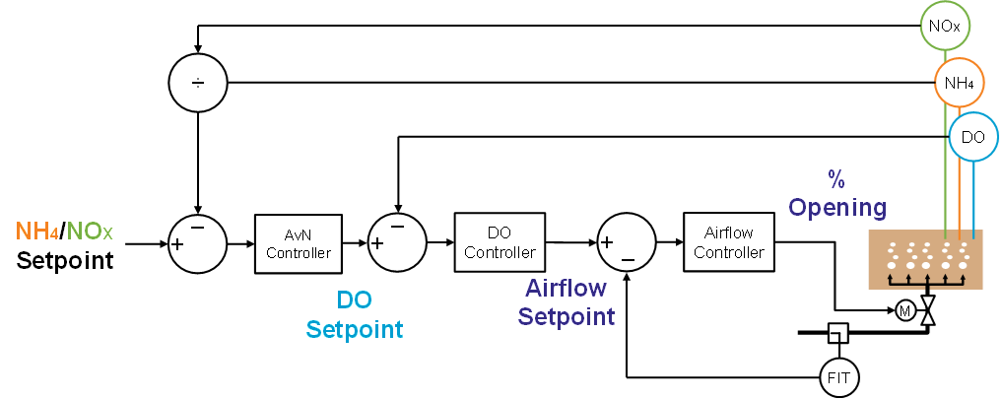 NOx
÷
NH4
DO
%
Opening
NH4/NOX
Setpoint
+
−
AvN
Controller
+
−
DO
Controller
+
−
Airflow
Controller
DO
Setpoint
Airflow
Setpoint
M
FIT